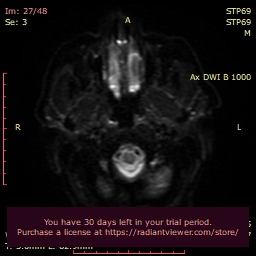 Im: 27/48
Se: 3
A
STP69
STP69
M
Ax DWI B 1000
R
L
You have 30 days left in your trial period.
Purchase a license at https://radiantviewer.com/store/